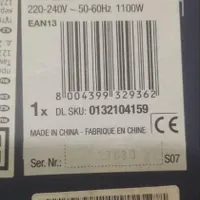 220-240V ~ 50-60Hz 1100W
EAN13
8 004399 329362
1x DL SKU: 0132104159
MADE IN CHINA - FABRIQUE EN CHINE
CE
Ser. Nr.:
S07